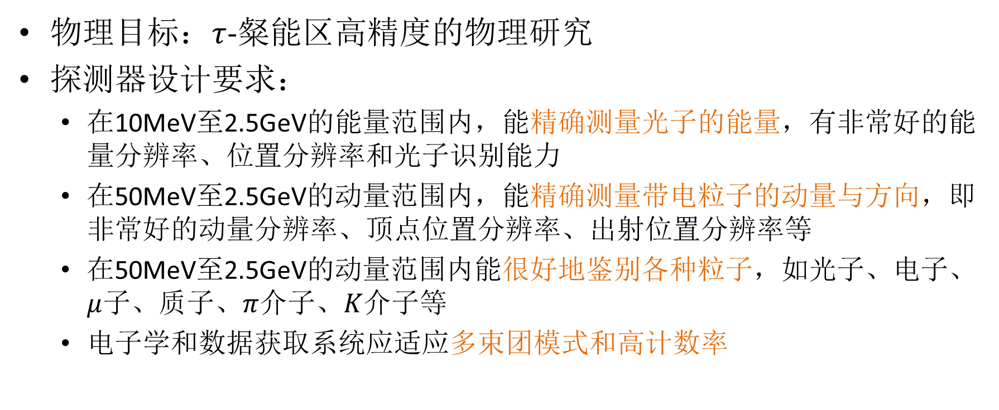 • 物理目标：τ-粲能区高精度的物理研究
• 探测器设计要求：
• 在10MeV至2.5GeV的能量范围内，能精确测量光子的能量，有非常好的能
量分辨率、位置分辨率和光子识别能力
• 在50MeV至2.5GeV的动量范围内，能精确测量带电粒子的动量与方向，即
非常好的动量分辨率、顶点位置分辨率、出射位置分辨率等
• 在50MeV至2.5GeV的动量范围内能很好地鉴别各种粒子，如光子、电子、
μ子、质子、π介子、K介子等
• 电子学和数据获取系统应适应多束团模式和高计数率